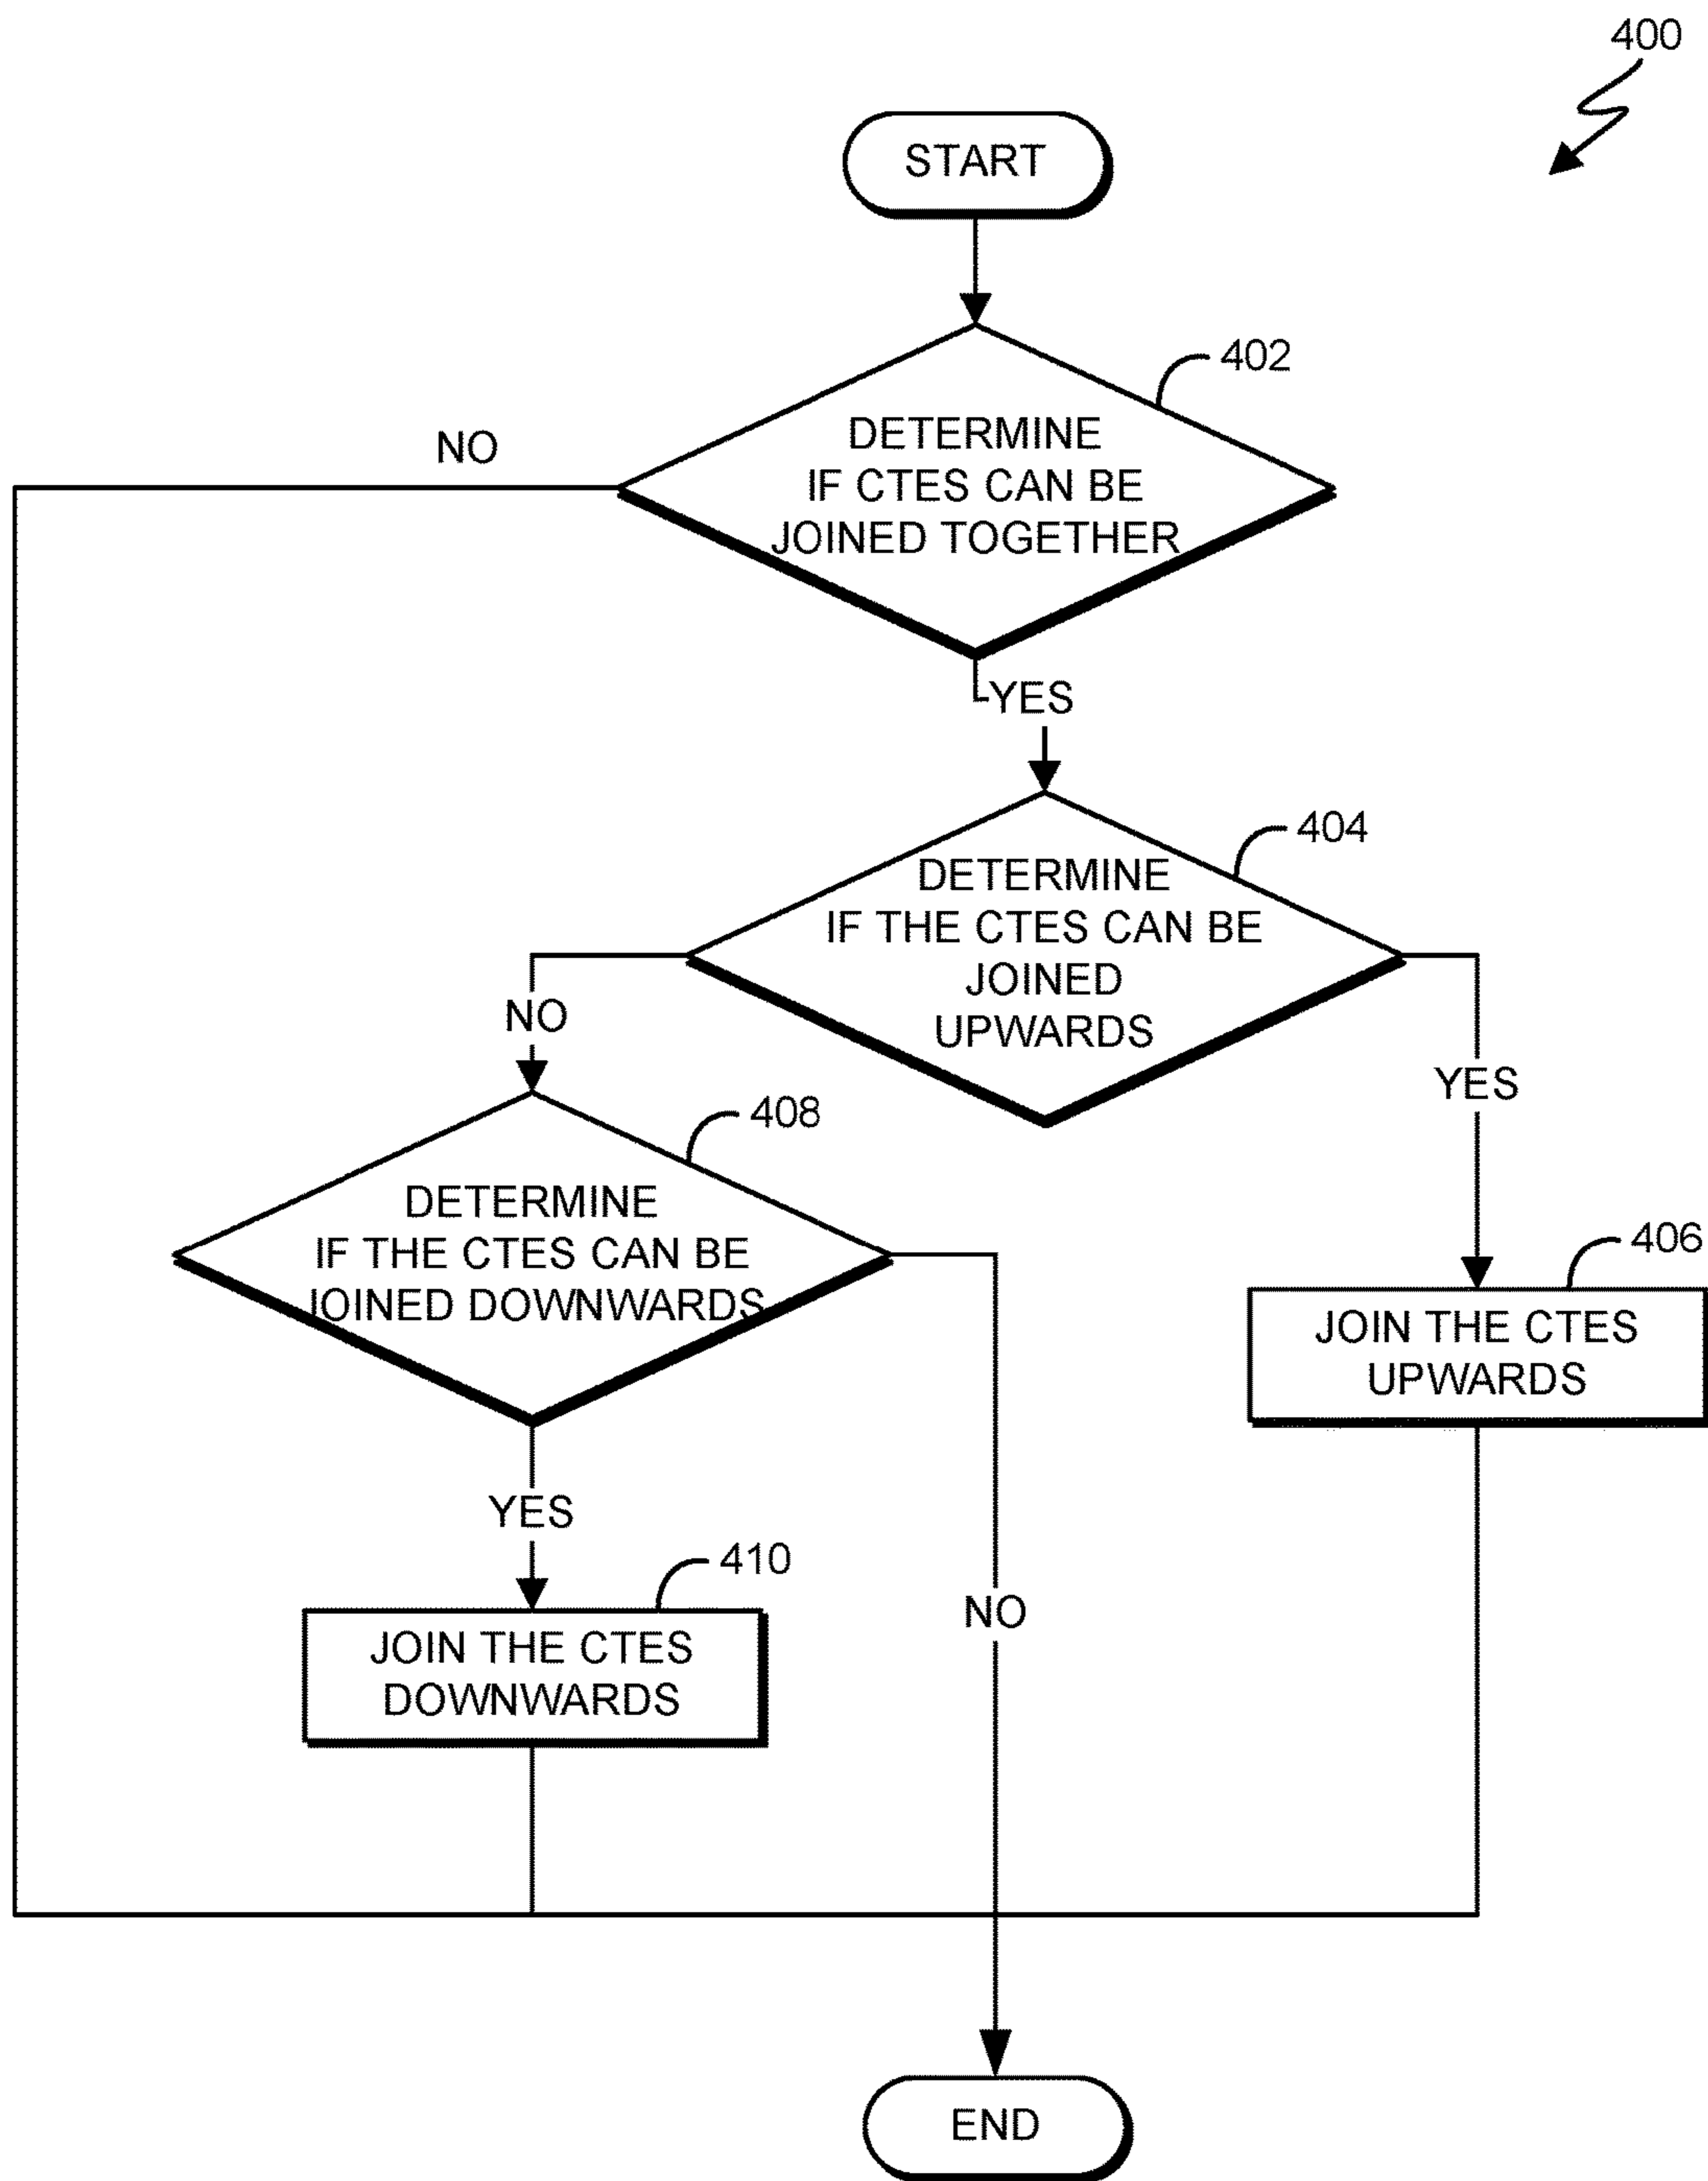 400
START
402
DETERMINE
IF CTES CAN BE
JOINED TOGETHER
NO
YES
404
DETERMINE
IF THE CTES CAN BE
JOINED
UPWARDS
NO
YES
408
DETERMINE
IF THE CTES CAN BE
JOINED DOWNWARDS
406
JOIN THE CTES
UPWARDS
YES
NO
410
JOIN THE CTES
DOWNWARDS
END